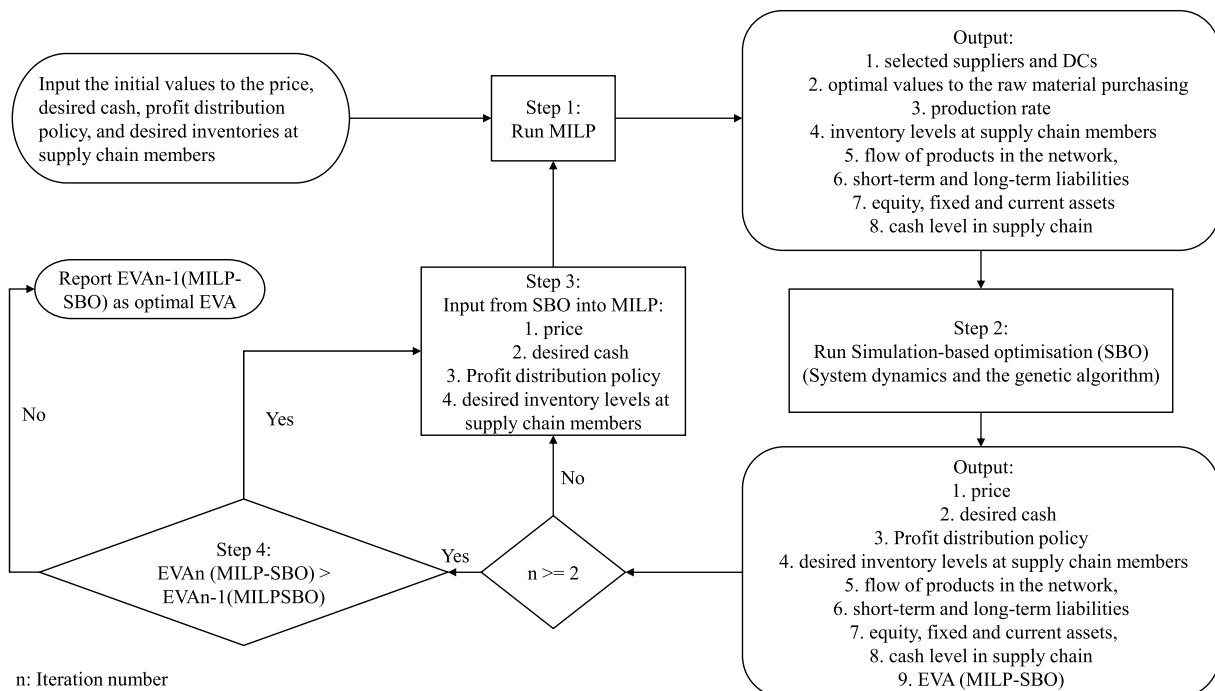 Input the initial values to the price,
desired cash, profit distribution
policy, and desired inventories at
supply chain members
Step 1:
Run MILP
Output:
1. selected suppliers and DCs
2. optimal values to the raw material purchasing
3. production rate
4. inventory levels at supply chain members
5. flow of products in the network,
6. short-term and long-term liabilities
7. equity, fixed and current assets
8. cash level in supply chain
Step 2:
Run Simulation-based optimisation (SBO)
(System dynamics and the genetic algorithm)
Output:
1. price
2. desired cash
3. Profit distribution policy
4. desired inventory levels at supply chain members
5. flow of products in the network,
6. short-term and long-term liabilities
7. equity, fixed and current assets,
8. cash level in supply chain
9. EVA (MILP-SBO)
n >= 2
No
Yes
Step 3:
Input from SBO into MILP:
1. price
2. desired cash
3. Profit distribution policy
4. desired inventory levels at
supply chain members
Step 4:
EVAn (MILP-SBO) >
EVAn-1(MILPSBO)
Yes
No
Report EVAn-1(MILP-
SBO) as optimal EVA
n: Iteration number